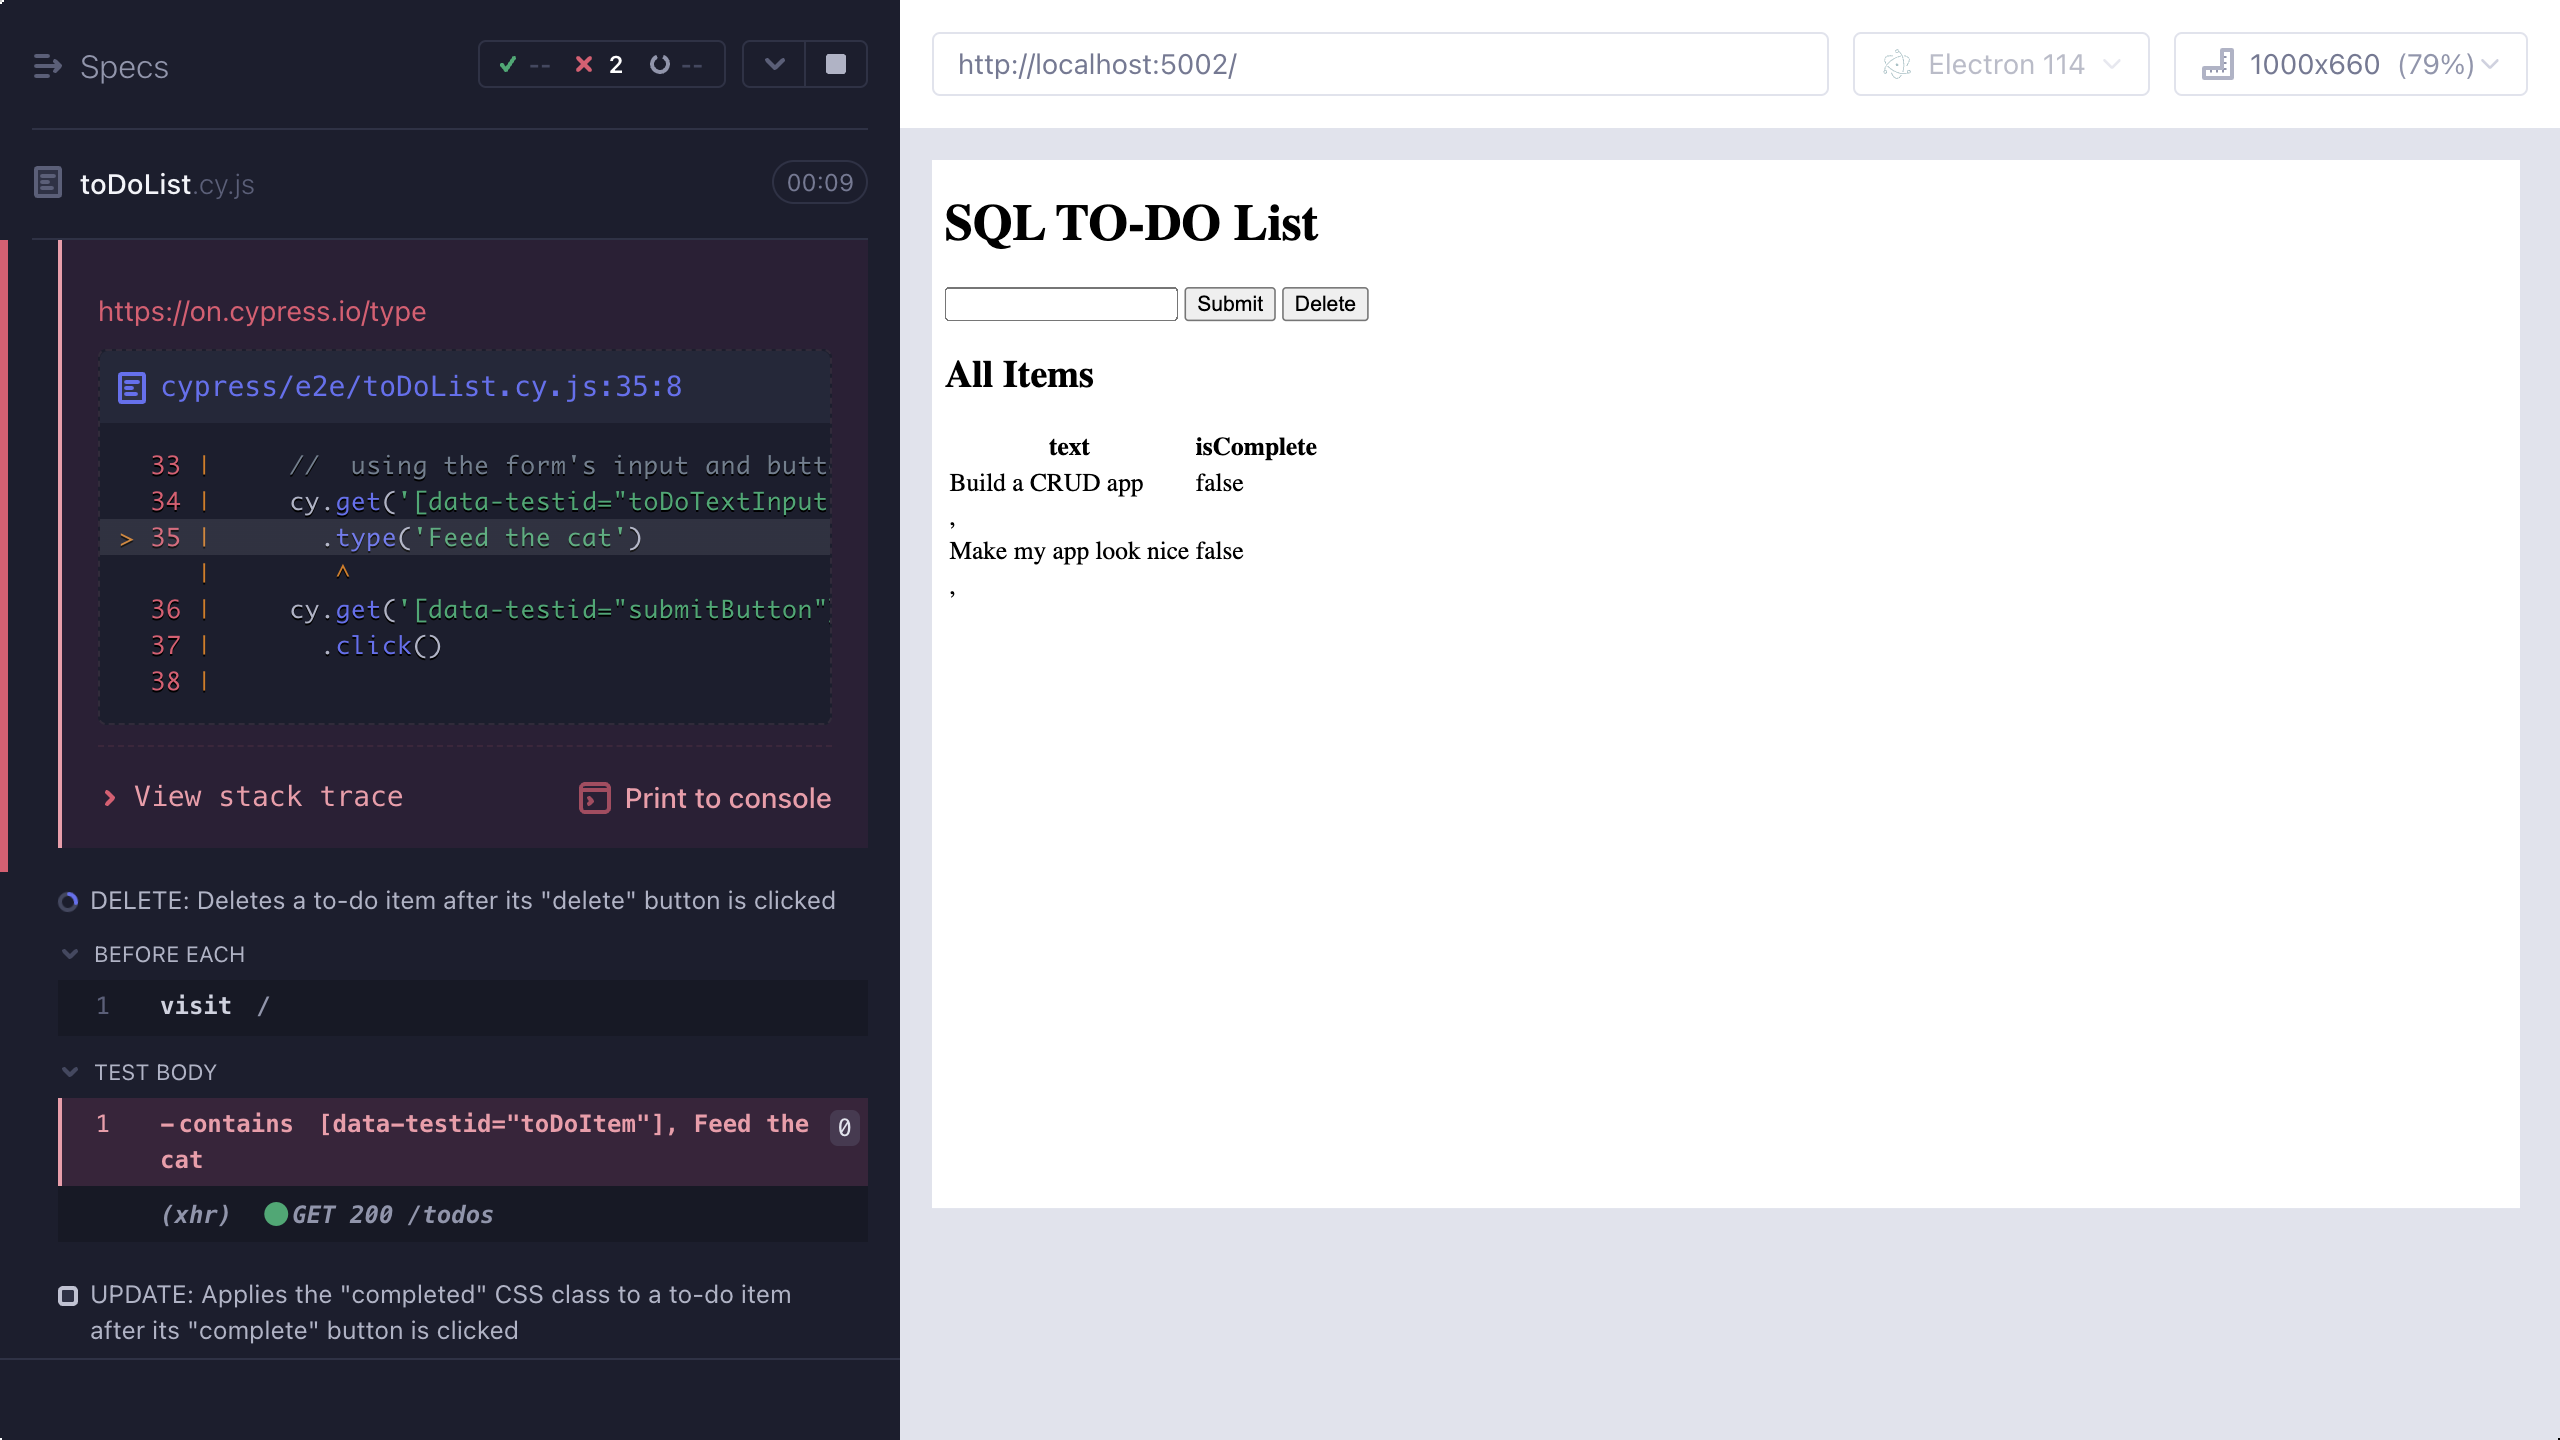 Specs
-- 2 --
toDoList.cy.js
00:09
https://on.cypress.io/type
cypress/e2e/toDoList.cy.js:35:8
33 | //  using the form's input and butt
34 | cy.get('[data-testid="toDoTextInput
> 35 | .type('Feed the cat')
| ^
36 | cy.get('[data-testid="submitButton"]
37 | .click()
38 |
View stack trace
Print to console
DELETE: Deletes a to-do item after its "delete" button is clicked
BEFORE EACH
1 visit /
TEST BODY
1 -contains [data-testid="toDoItem"], Feed the
cat
0
(xhr) GET 200 /todos
UPDATE: Applies the "completed" CSS class to a to-do item
after its "complete" button is clicked
http://localhost:5002/
Electron 114
1000x660 (79%)
SQL TO-DO List
Submit Delete
All Items
text isComplete
Build a CRUD app false
,
Make my app look nice false
,